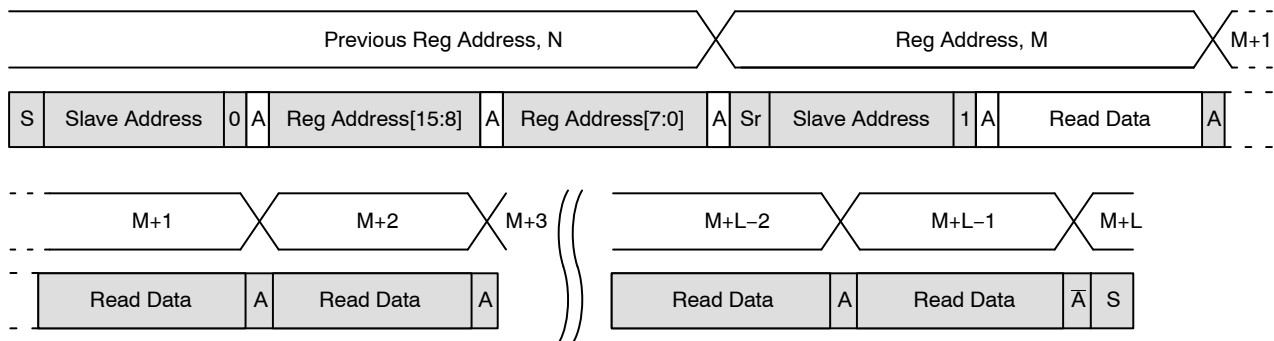 Previous Reg Address, N Reg Address, M M+1
S Slave Address 0 A Reg Address[15:8] A Reg Address[7:0] A Sr Slave Address 1 A Read Data A
M+1 M+2 M+3 M+L−2 M+L−1 M+L
Read Data A Read Data A Read Data A Read Data A̅ S